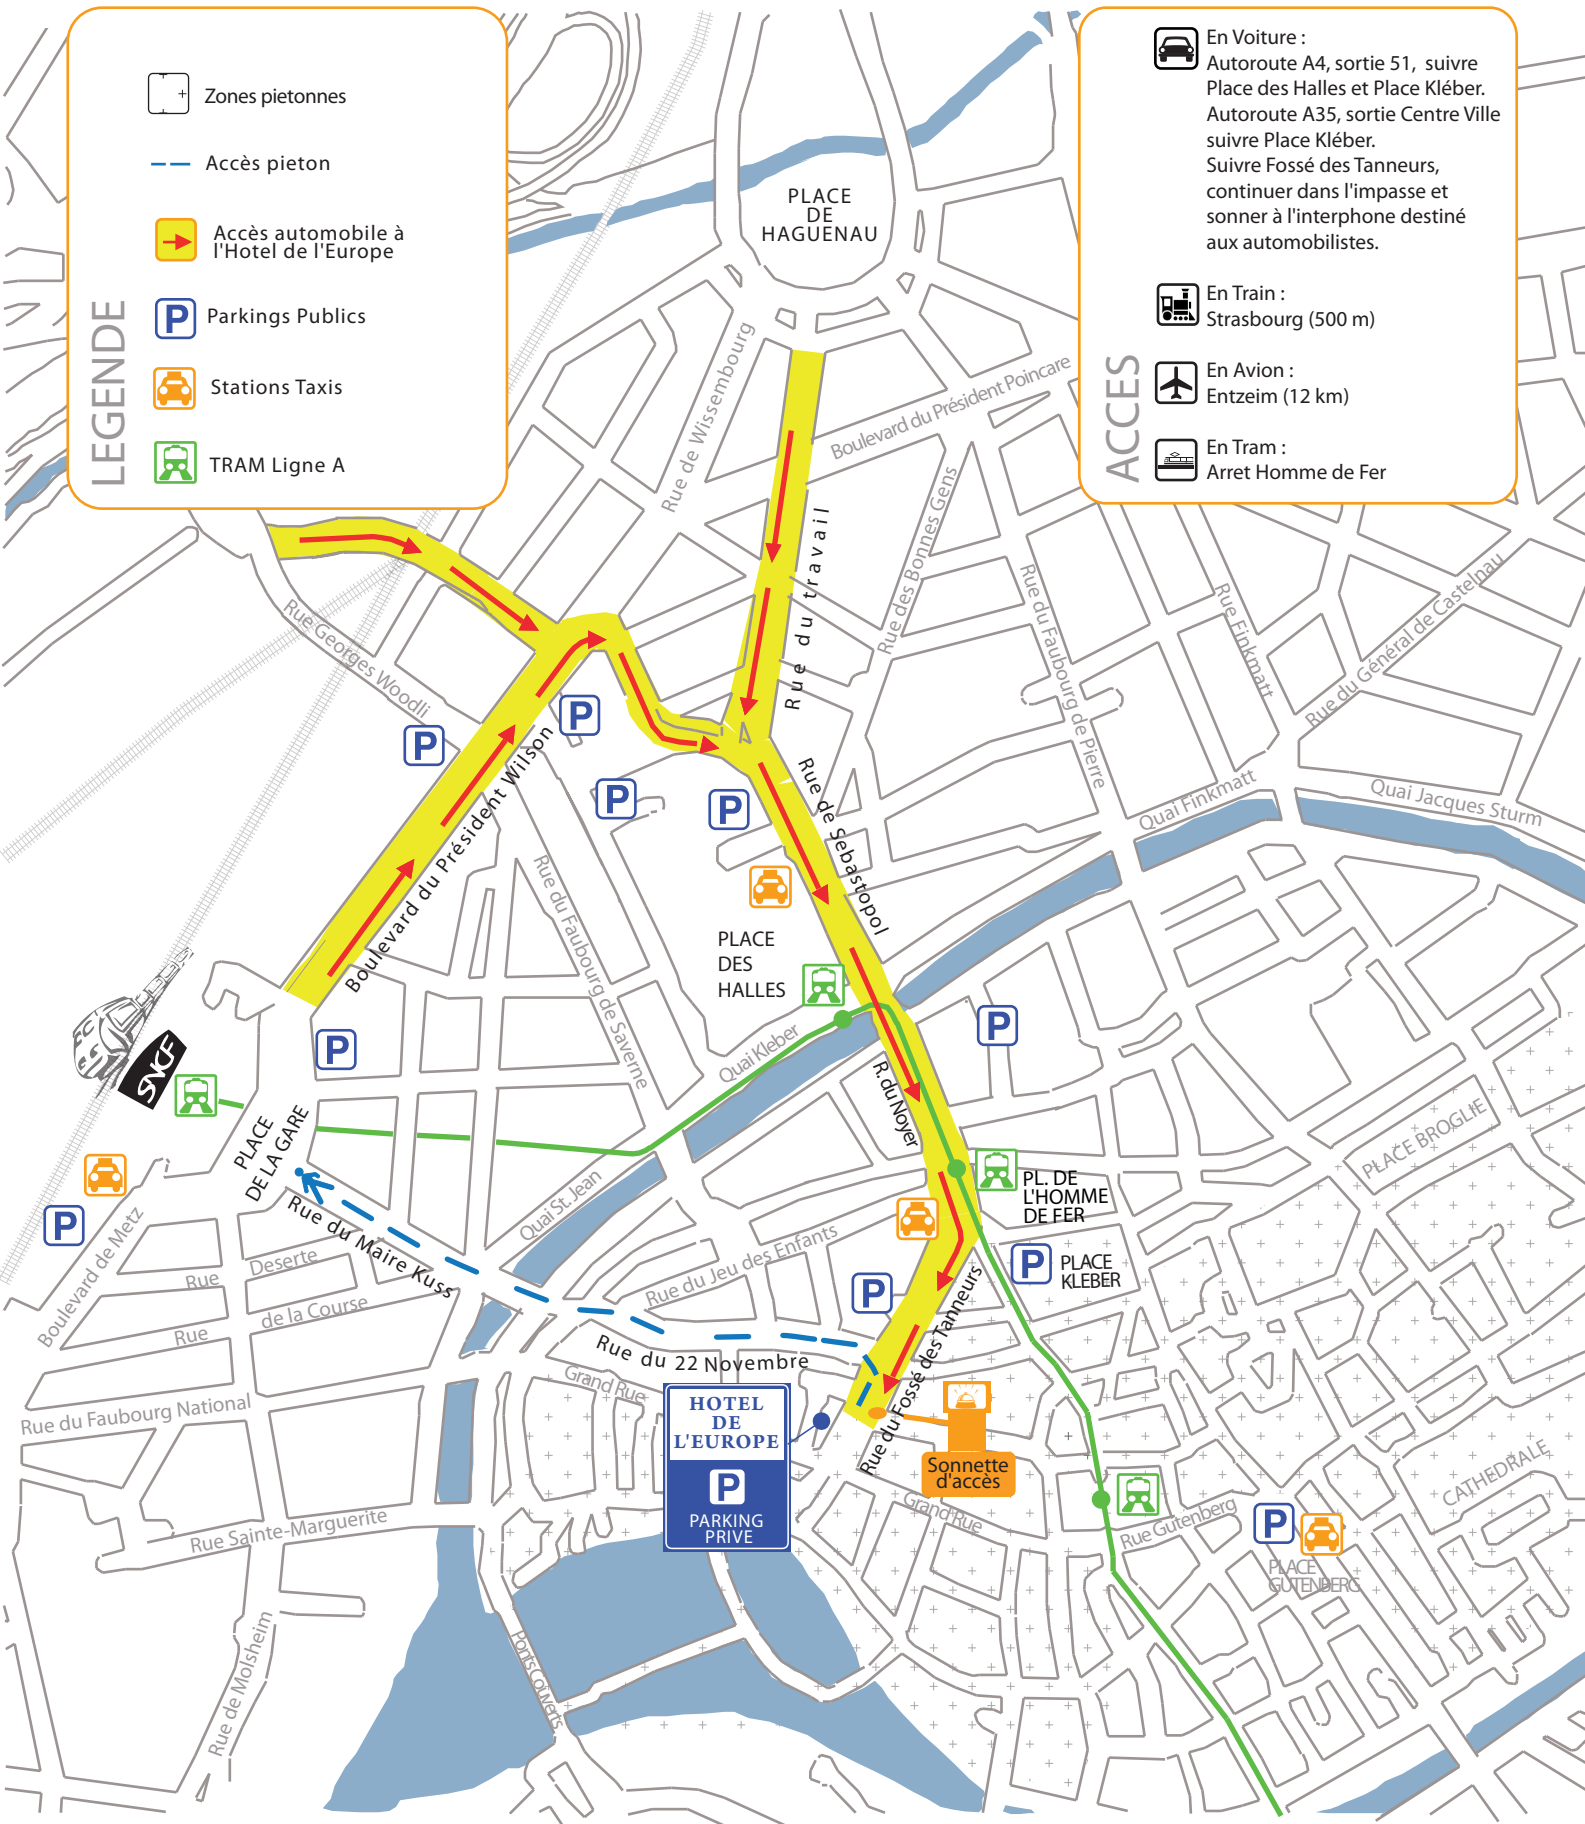 LEGENDE
Zones pietonnes
Accès pieton
Accès automobile à
l'Hotel de l'Europe
P
Parkings Publics
Stations Taxis
TRAM Ligne A
ACCES
En Voiture :
Autoroute A4, sortie 51, suivre
Place des Halles et Place Kléber.
Autoroute A35, sortie Centre Ville
suivre Place Kléber.
Suivre Fossé des Tanneurs,
continuer dans l'impasse et
sonner à l'interphone destiné
aux automobilistes.
En Train :
Strasbourg (500 m)
En Avion :
Entzeim (12 km)
En Tram :
Arret Homme de Fer
PLACE
DE
HAGUENAU
Rue de Wissembourg
Boulevard du Président Poincare
Rue du travail
Rue des Bonnes Gens
Rue du Faubourg de Pierre
Rue Finkmatt
Rue du Général de Castelnau
Rue Georges Woodli
P
P
P
P
Boulevard du Président Wilson
Rue de Sebastopol
Quai Finkmatt
Quai Jacques Sturm
Rue du Faubourg de Saverne
PLACE
DES
HALLES
Quai Kleber
P
P
SNCF
R. du Noyer
PLACE
DE LA GARE
PLACE BROGLIE
PL. DE
L'HOMME
DE FER
P
Boulevard de Metz
Rue du Maire Kuss
Quai St. Jean
Rue du Jeu des Enfants
P
PLACE
KLEBER
P
Rue Deserte
Rue de la Course
Rue du 22 Novembre
Rue du Fossé des Tanneurs
Grand Rue
Rue du Faubourg National
HOTEL
DE
L'EUROPE
P
PARKING
PRIVE
Sonnette
d'accès
Grand Rue
CATHEDRALE
Rue Gutenberg
P
PLACE
GUTENBERG
Rue Sainte-Marguerite
Rue de Molsheim
Ponts Couverts